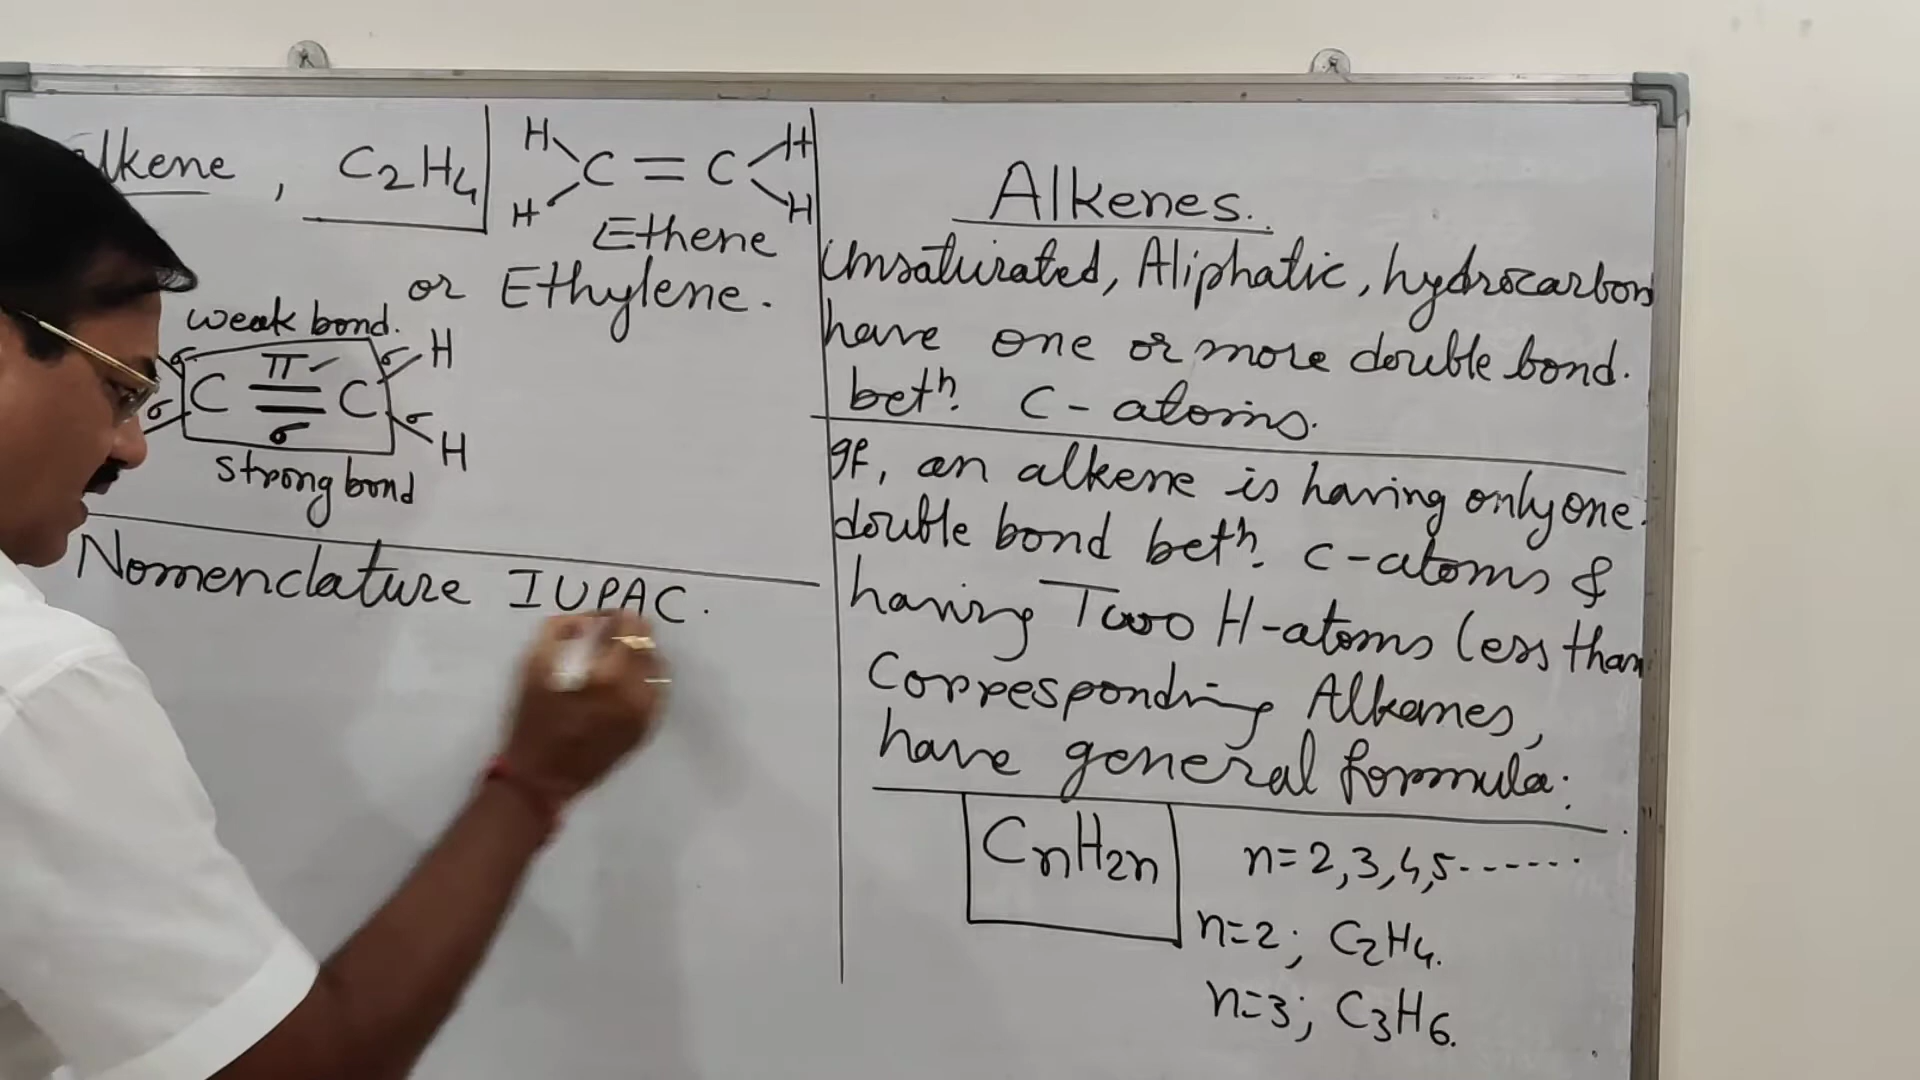 Alkene, C2H4
H H
C = C
H H
Ethene
or Ethylene.
weak bond.
σ π σ H
C C
σ σ σ H
strong bond
Nomenclature IUPAC.
Alkenes.
Unsaturated, Aliphatic, hydrocarbons
have one or more double bond.
betn. C-atoms.
If, an alkene is having only one.
double bond betn. C-atoms &
having Two H-atoms less than
Corresponding Alkanes,
have general formula:
CnH2n n=2,3,4,5------
n=2; C2H4.
n=3; C3H6.